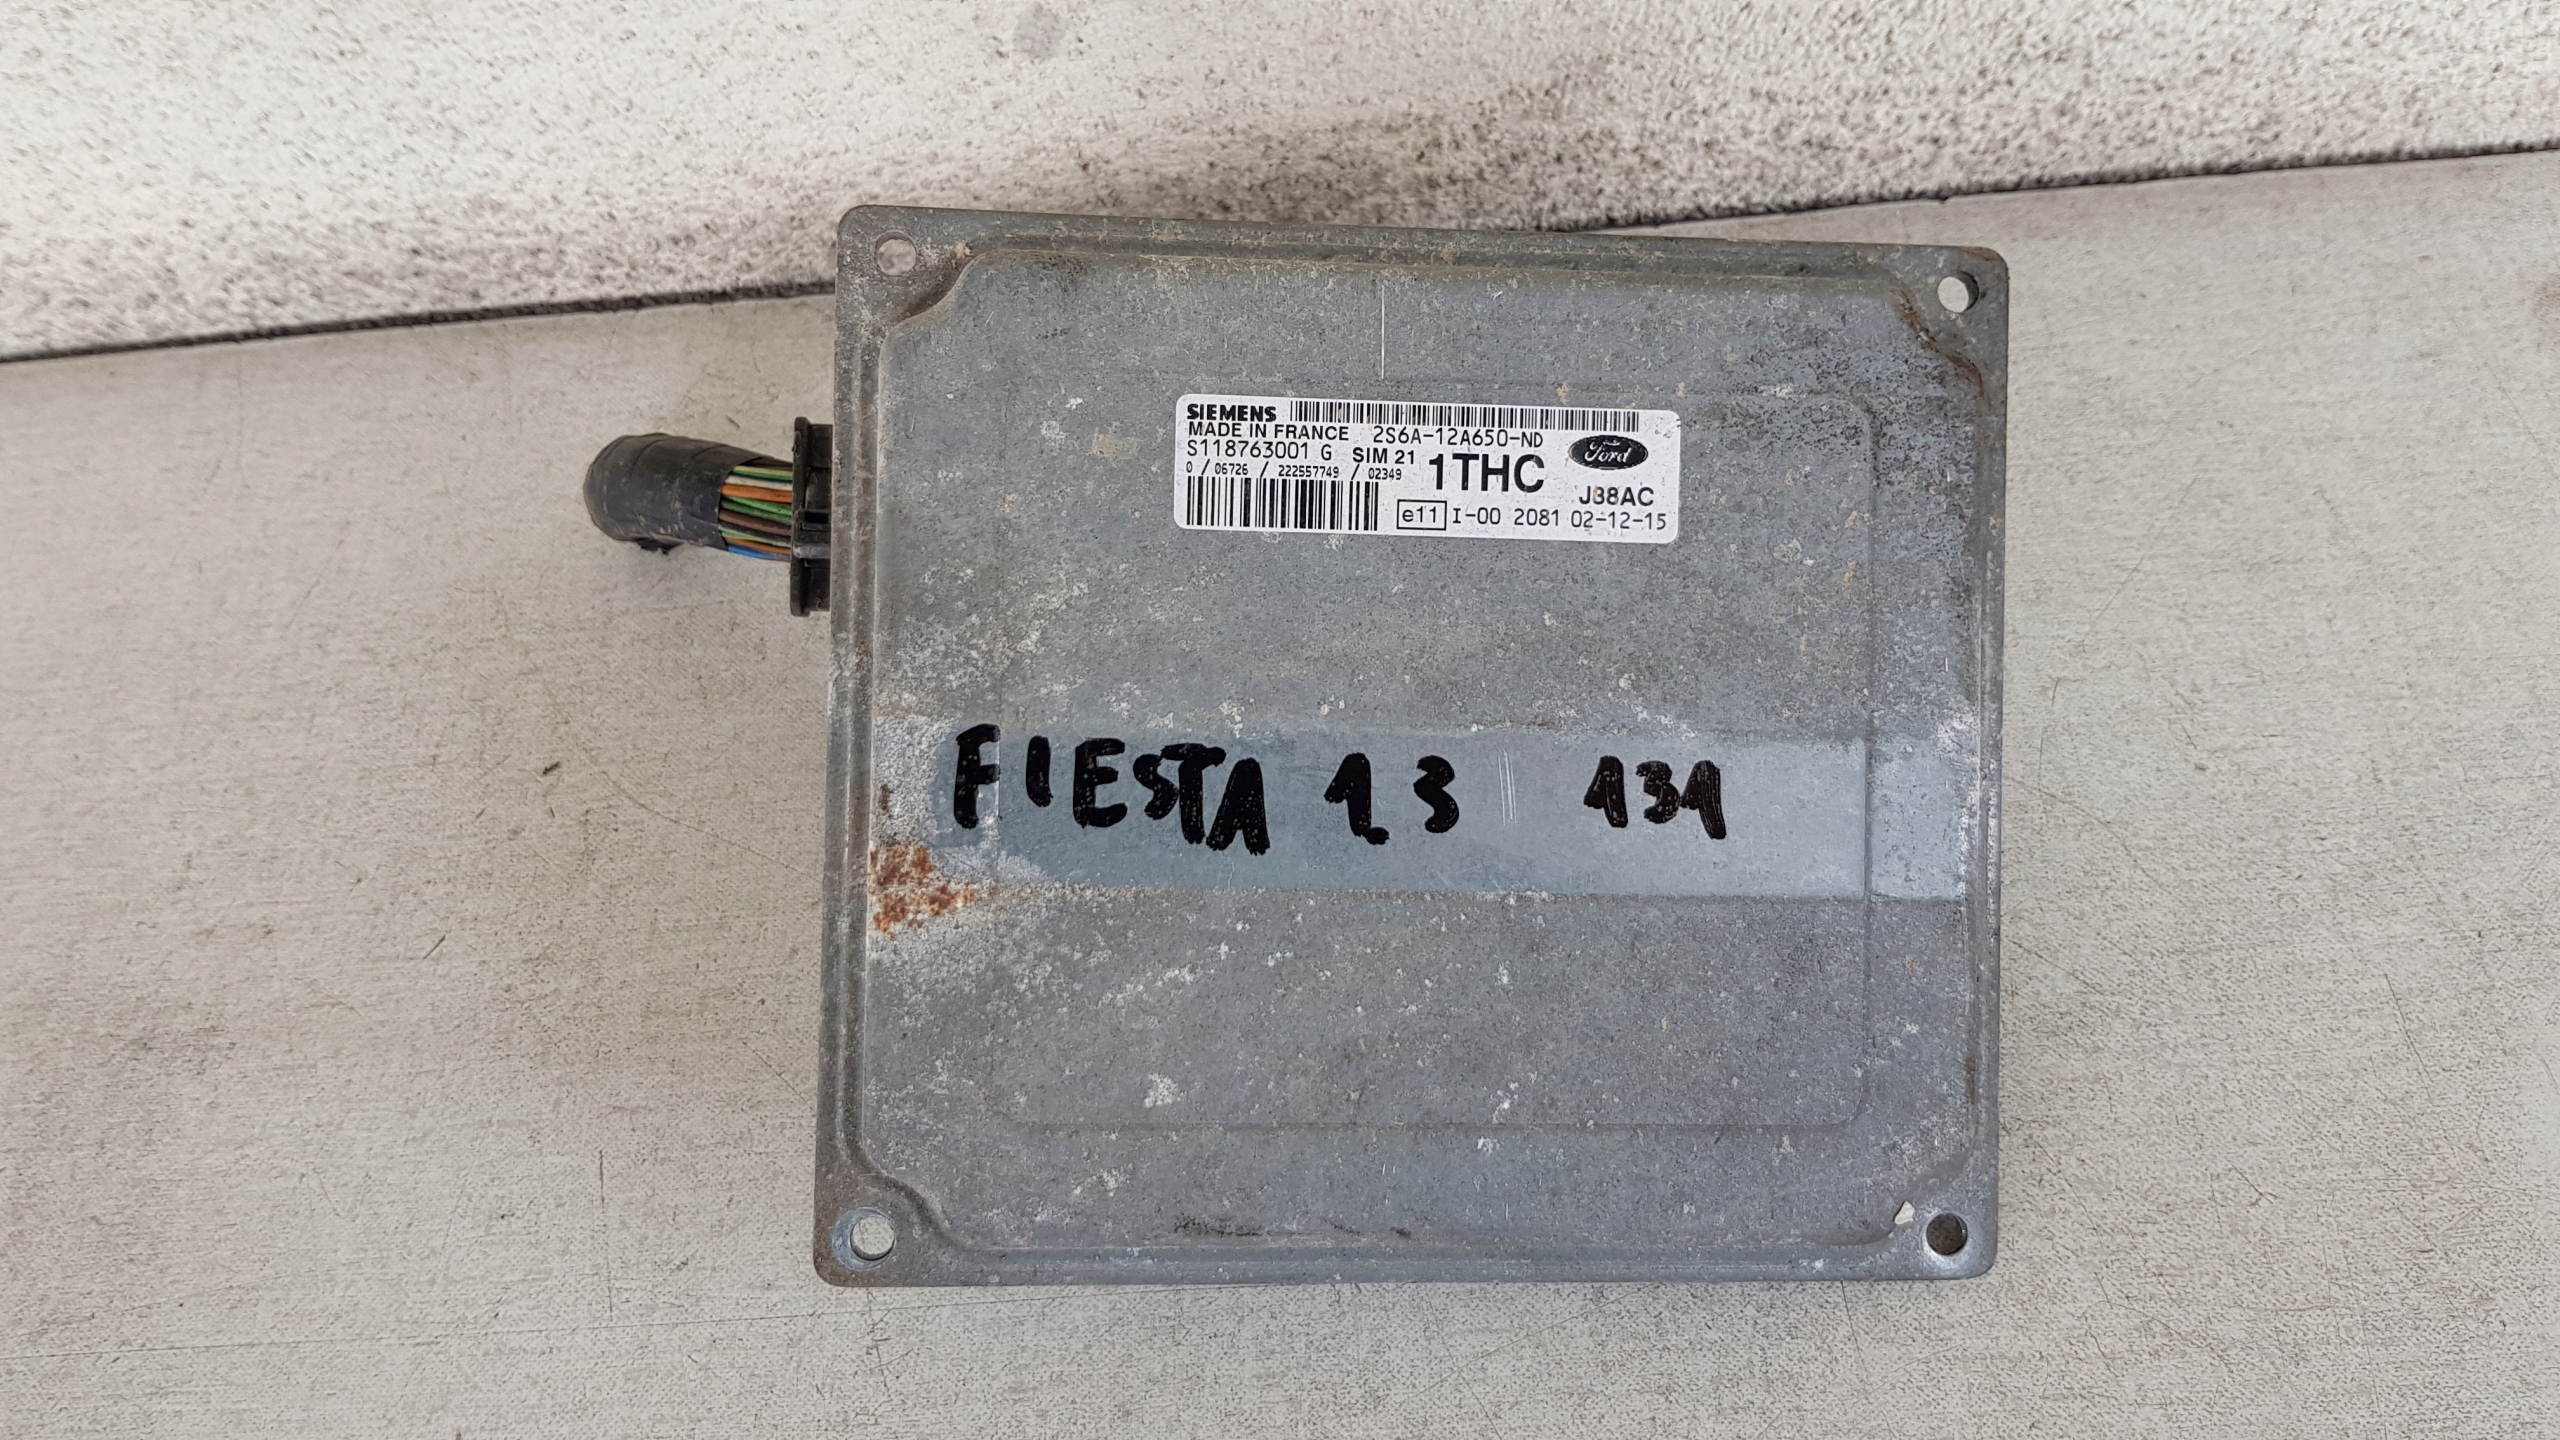 SIEMENS
MADE IN FRANCE 2S6A-12A650-ND
S118763001 G SIM 21
0 / 06726 / 222557749 / 02349
1THC
Ford
J38AC
e11 I-00 2081 02-12-15
FIESTA 1.3 131